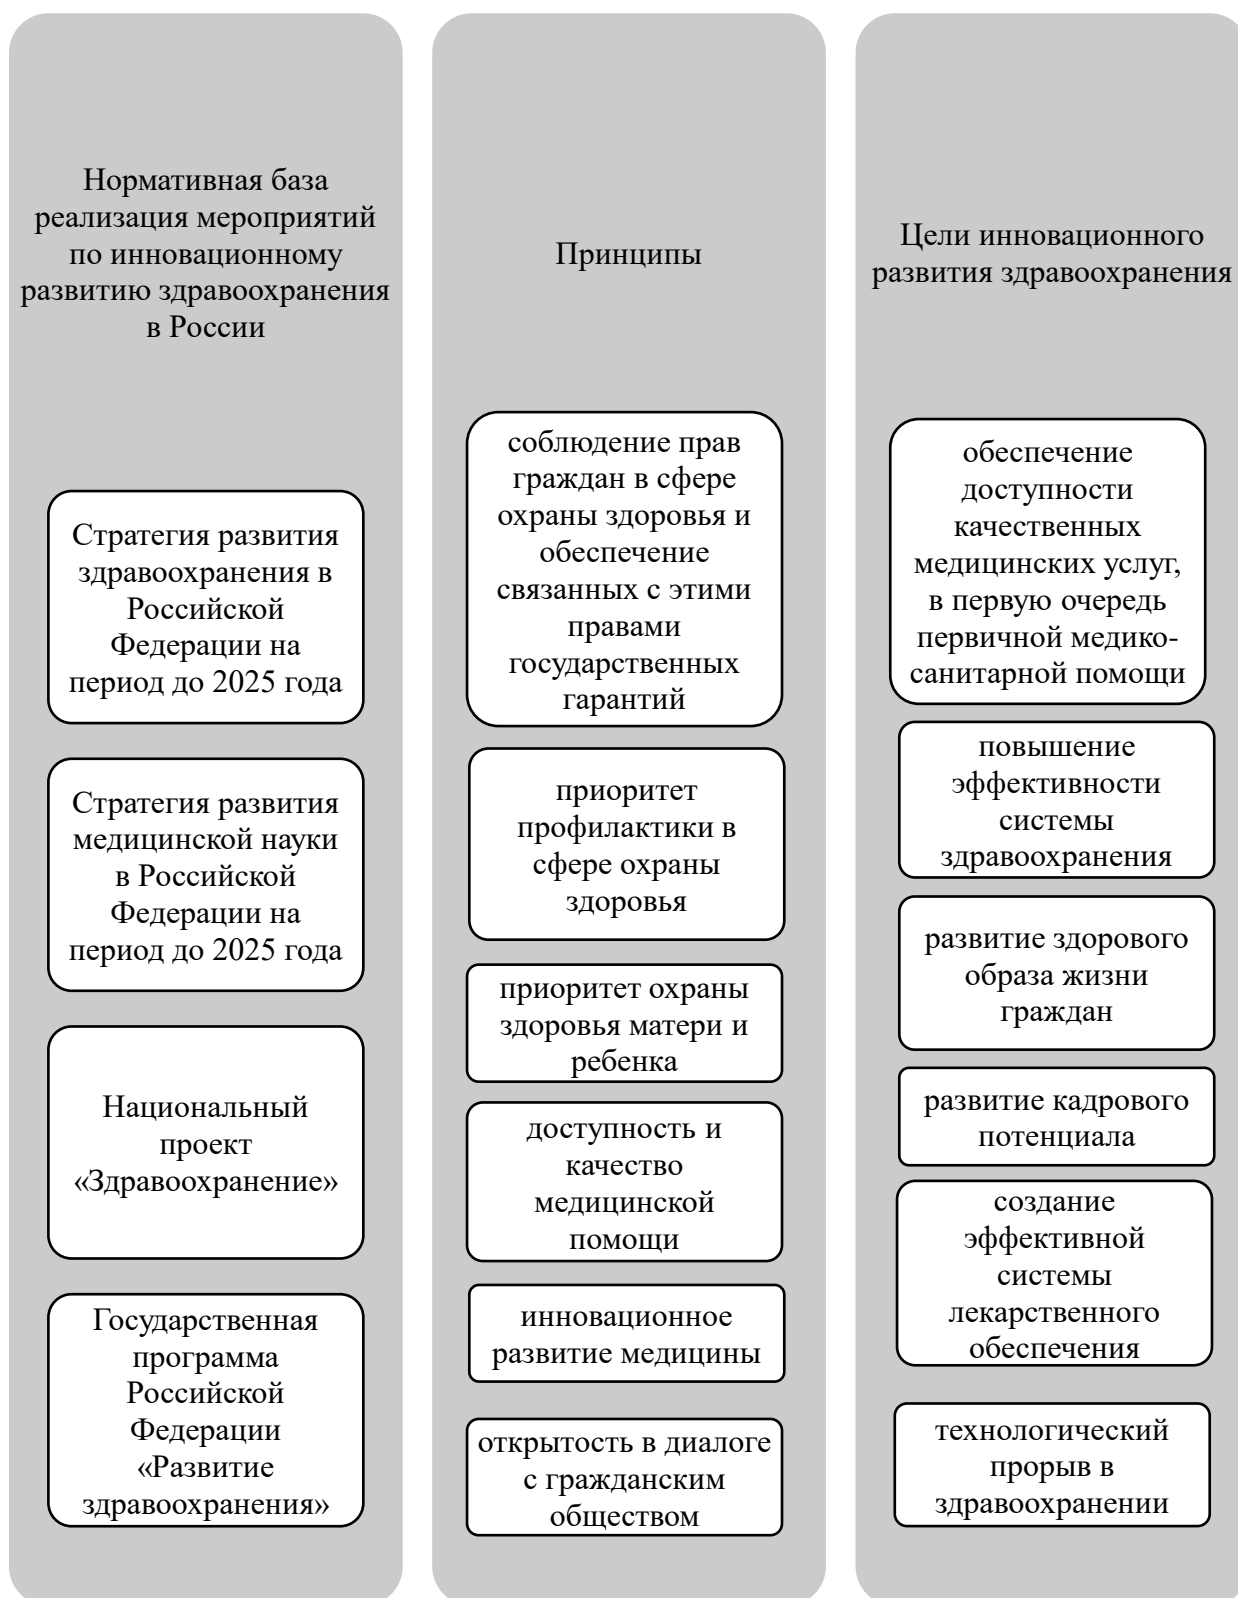 Нормативная база
реализация мероприятий
по инновационному
развитию здравоохранения
в России
Стратегия развития
здравоохранения в
Российской
Федерации на
период до 2025 года
Стратегия развития
медицинской науки
в Российской
Федерации на
период до 2025 года
Национальный
проект
«Здравоохранение»
Государственная
программа
Российской
Федерации
«Развитие
здравоохранения»
Принципы
соблюдение прав
граждан в сфере
охраны здоровья и
обеспечение
связанных с этими
правами
государственных
гарантий
приоритет
профилактики в
сфере охраны
здоровья
приоритет охраны
здоровья матери и
ребенка
доступность и
качество
медицинской
помощи
инновационное
развитие медицины
открытость в диалоге
с гражданским
обществом
Цели инновационного
развития здравоохранения
обеспечение
доступности
качественных
медицинских услуг,
в первую очередь
первичной медико-
санитарной помощи
повышение
эффективности
системы
здравоохранения
развитие здорового
образа жизни
граждан
развитие кадрового
потенциала
создание
эффективной
системы
лекарственного
обеспечения
технологический
прорыв в
здравоохранении